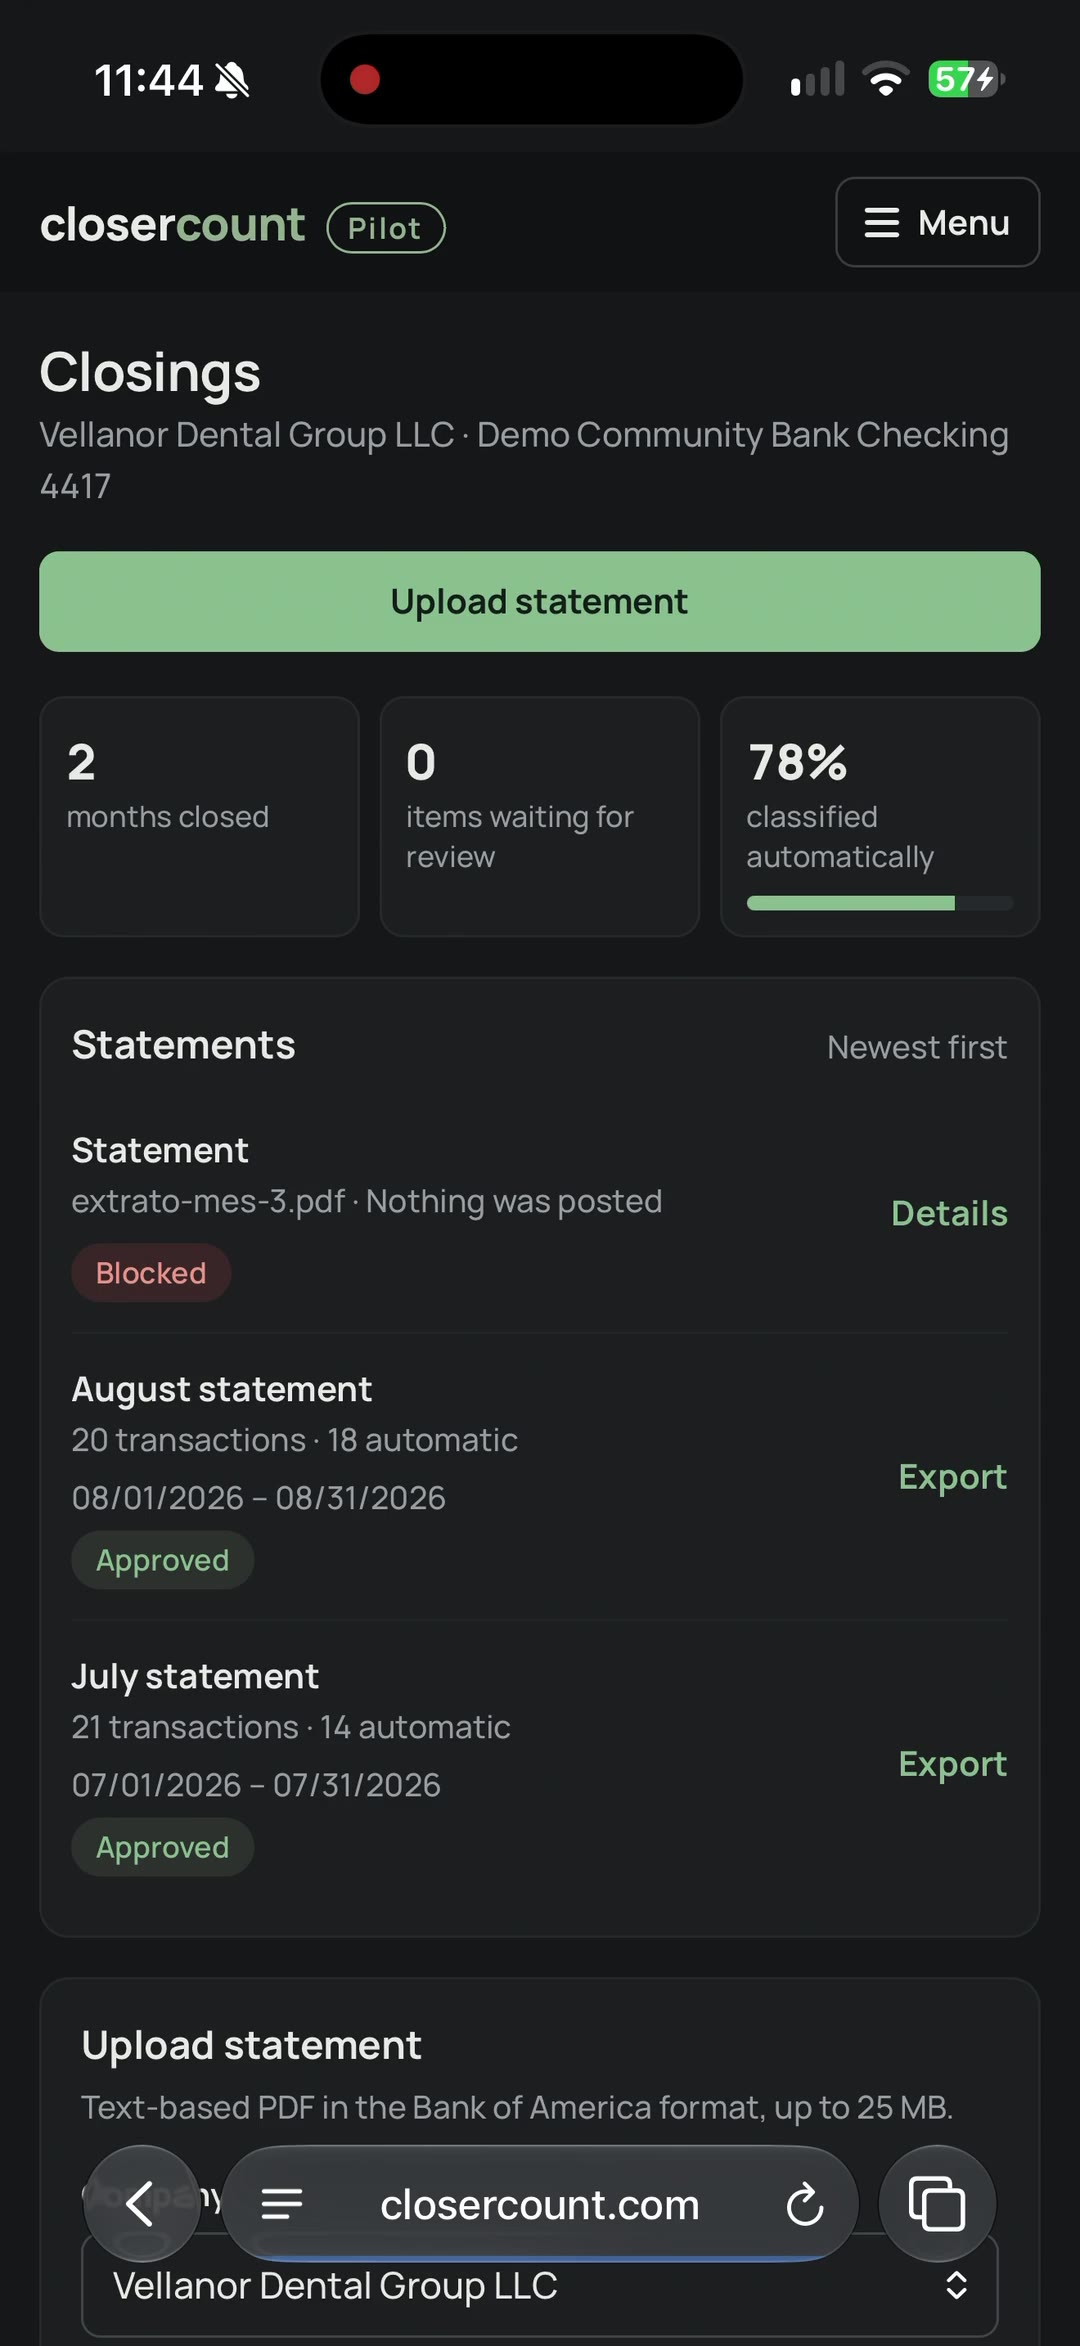 11:44
57
closercount Pilot
Menu
Closings
Vellanor Dental Group LLC · Demo Community Bank Checking
4417
Upload statement
2
months closed
0
items waiting for
review
78%
classified
automatically
Statements
Newest first
Statement
extrato-mes-3.pdf · Nothing was posted
Details
Blocked
August statement
20 transactions · 18 automatic
08/01/2026 – 08/31/2026
Export
Approved
July statement
21 transactions · 14 automatic
07/01/2026 – 07/31/2026
Export
Approved
Upload statement
Text-based PDF in the Bank of America format, up to 25 MB.
closercount.com
Vellanor Dental Group LLC